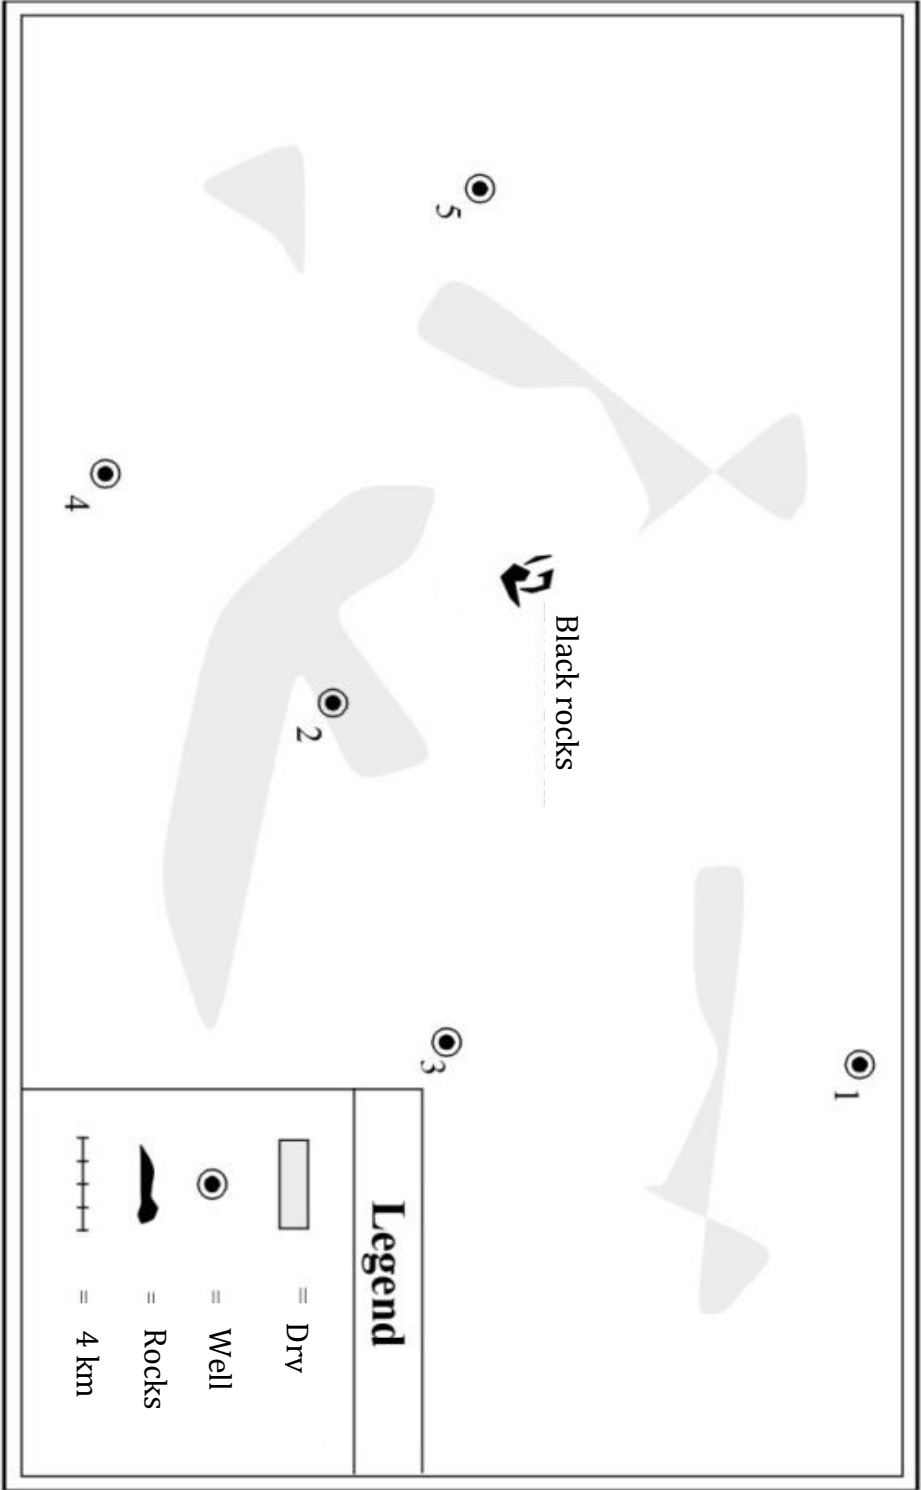 1
Black rocks
5
3
2
4
Legend
= Dry
= Well
= Rocks
= 4 km